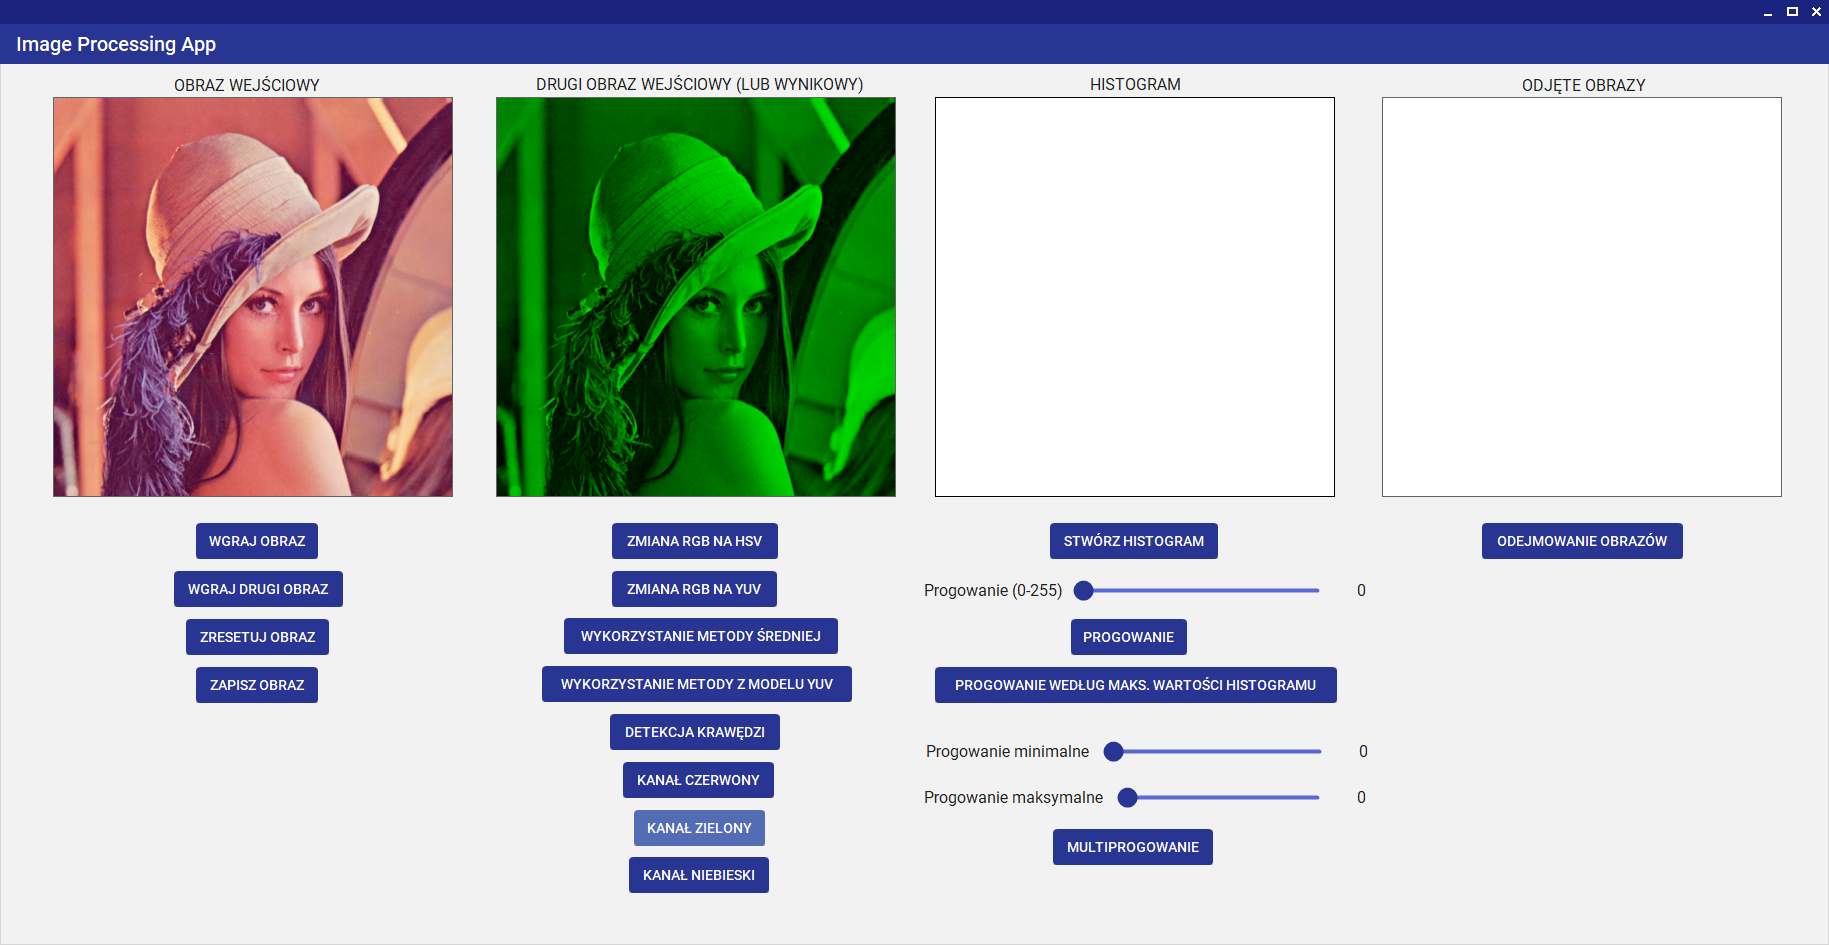 Image Processing App
OBRAZ WEJŚCIOWY
DRUGI OBRAZ WEJŚCIOWY (LUB WYNIKOWY)
HISTOGRAM
ODJĘTE OBRAZY
WGRAJ OBRAZ
WGRAJ DRUGI OBRAZ
ZRESETUJ OBRAZ
ZAPISZ OBRAZ
ZMIANA RGB NA HSV
ZMIANA RGB NA YUV
WYKORZYSTANIE METODY ŚREDNIEJ
WYKORZYSTANIE METODY Z MODELU YUV
DETEKCJA KRAWĘDZI
KANAŁ CZERWONY
KANAŁ ZIELONY
KANAŁ NIEBIESKI
STWÓRZ HISTOGRAM
Progowanie (0-255) 0
PROGOWANIE
PROGOWANIE WEDŁUG MAKS. WARTOŚCI HISTOGRAMU
Progowanie minimalne 0
Progowanie maksymalne 0
MULTIPROGOWANIE
ODEJMOWANIE OBRAZÓW